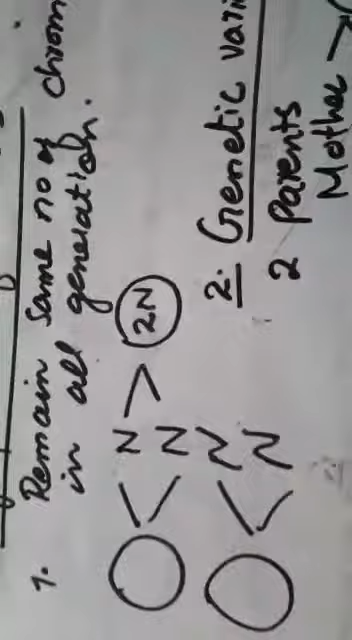 1. Remain same no of chrom
in all generation.
N
N
2N
N
N
2. Genetic vari
2 Parents
Mother →